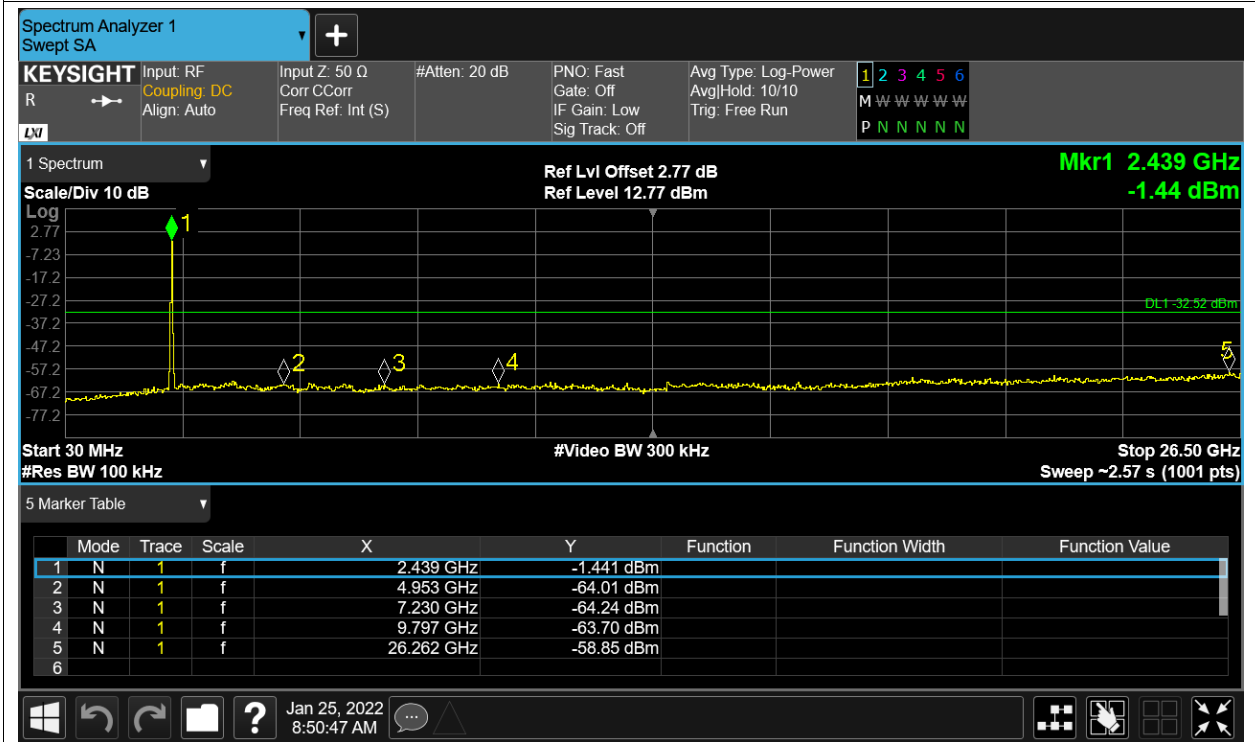 Spectrum Analyzer 1
Swept SA
+
KEYSIGHT
R
LXI
Input: RF
Coupling: DC
Align: Auto
Input Z: 50 Ω
Corr CCorr
Freq Ref: Int (S)
#Atten: 20 dB
PNO: Fast
Gate: Off
IF Gain: Low
Sig Track: Off
Avg Type: Log-Power
Avg|Hold: 10/10
Trig: Free Run
1 2 3 4 5 6
M W W W W W
P N N N N N
1 Spectrum
Scale/Div 10 dB
Ref Lvl Offset 2.77 dB
Ref Level 12.77 dBm
Mkr1 2.439 GHz
-1.44 dBm
Log
2.77
-7.23
-17.2
-27.2
-37.2
-47.2
-57.2
-67.2
-77.2
1
2
3
4
5
DL1 -32.52 dBm
Start 30 MHz
#Video BW 300 kHz
Stop 26.50 GHz
#Res BW 100 kHz
Sweep ~2.57 s (1001 pts)
5 Marker Table
Mode Trace Scale X Y Function Function Width Function Value
1 N 1 f 2.439 GHz -1.441 dBm
2 N 1 f 4.953 GHz -64.01 dBm
3 N 1 f 7.230 GHz -64.24 dBm
4 N 1 f 9.797 GHz -63.70 dBm
5 N 1 f 26.262 GHz -58.85 dBm
6
?
Jan 25, 2022
8:50:47 AM